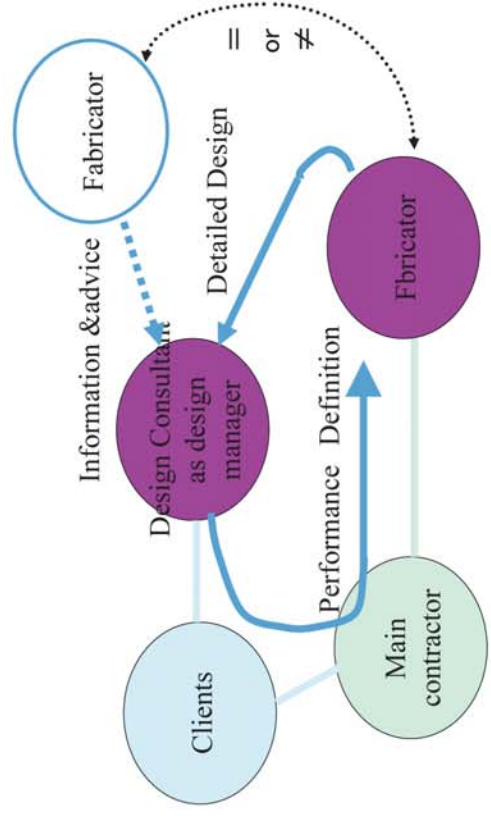 Fabricator
=
or
≠
Information &advice
Detailed Design
Design Consultant
as design
manager
Fbricator
Performance Definition
Clients
Main
contractor